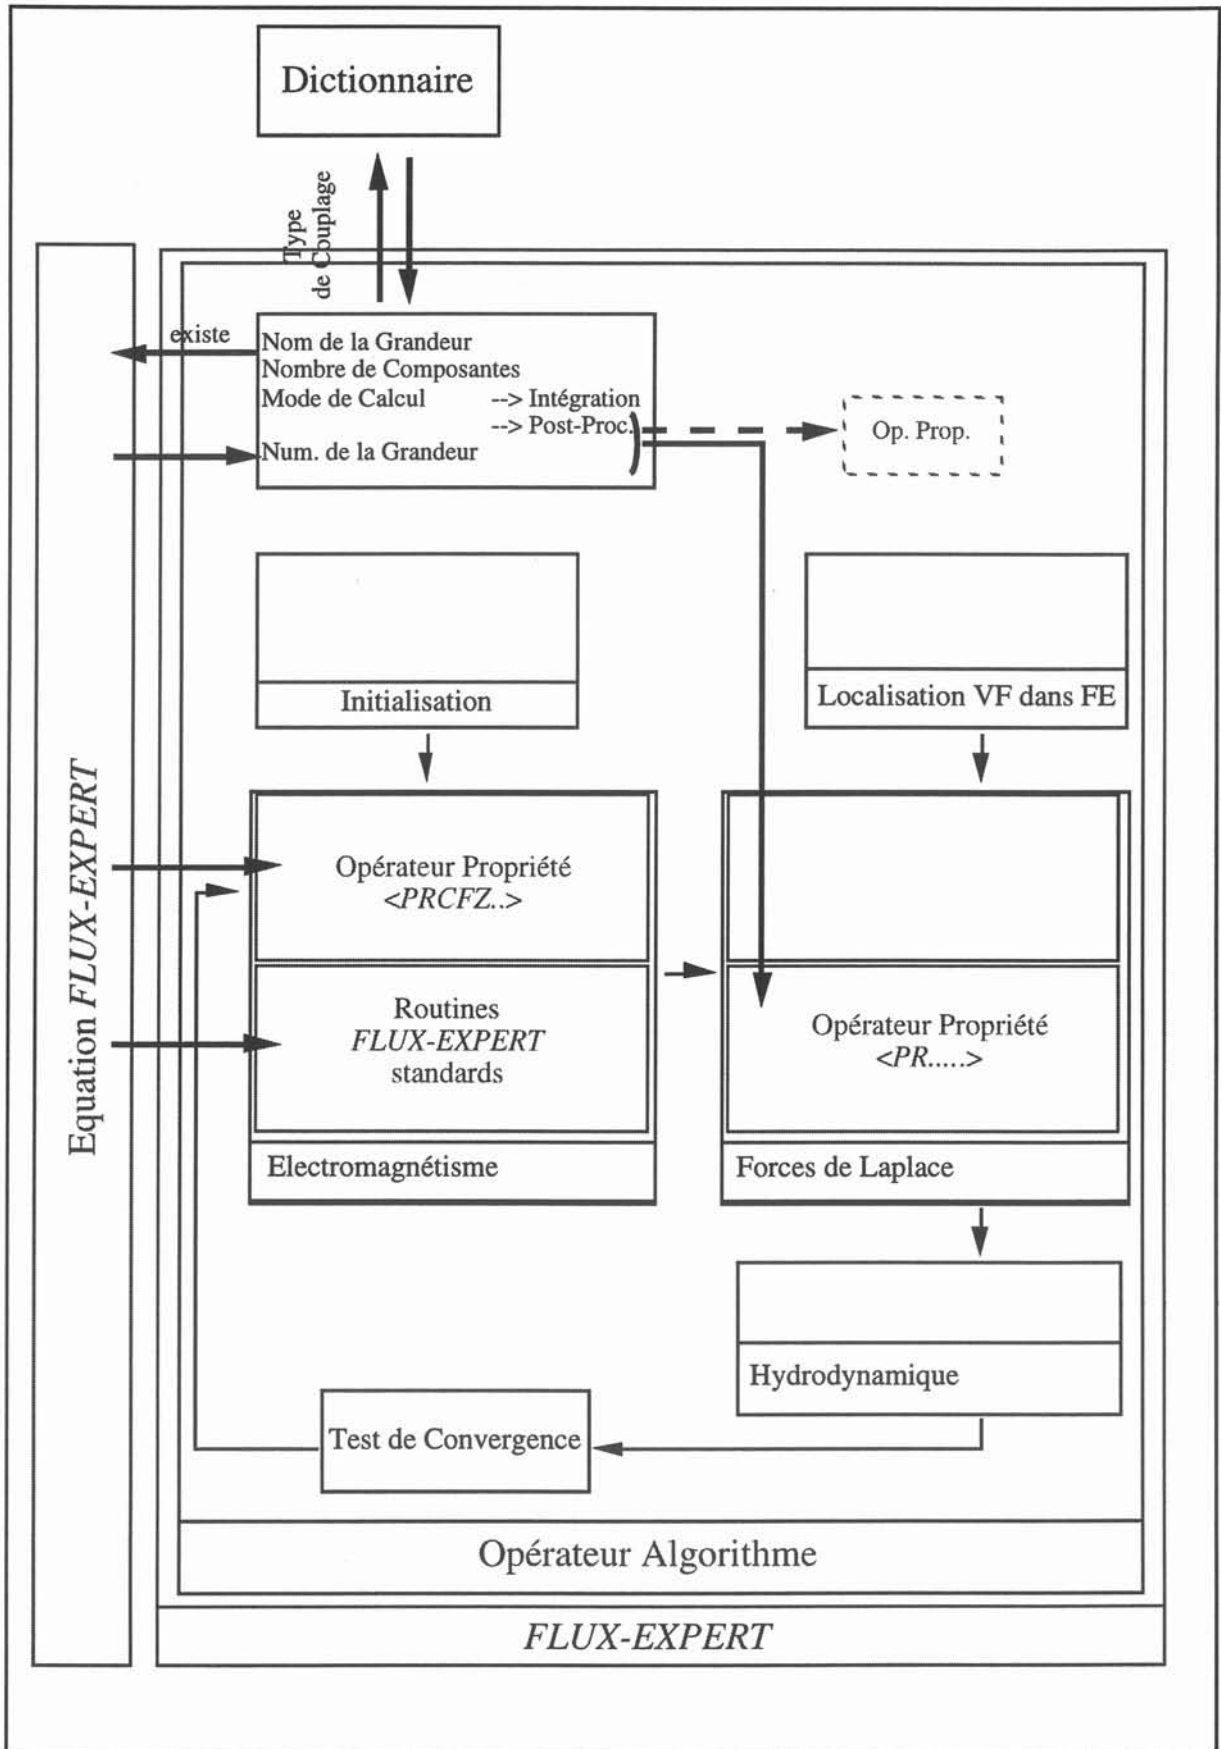 Dictionnaire
Type
de Couplage
existe
Nom de la Grandeur
Nombre de Composantes
Mode de Calcul --> Intégration
--> Post-Proc.
Num. de la Grandeur
Op. Prop.
Initialisation
Localisation VF dans FE
Equation FLUX-EXPERT
Opérateur Propriété
<PRCFZ..>
Routines
FLUX-EXPERT
standards
Electromagnétisme
Opérateur Propriété
<PR.....>
Forces de Laplace
Hydrodynamique
Test de Convergence
Opérateur Algorithme
FLUX-EXPERT